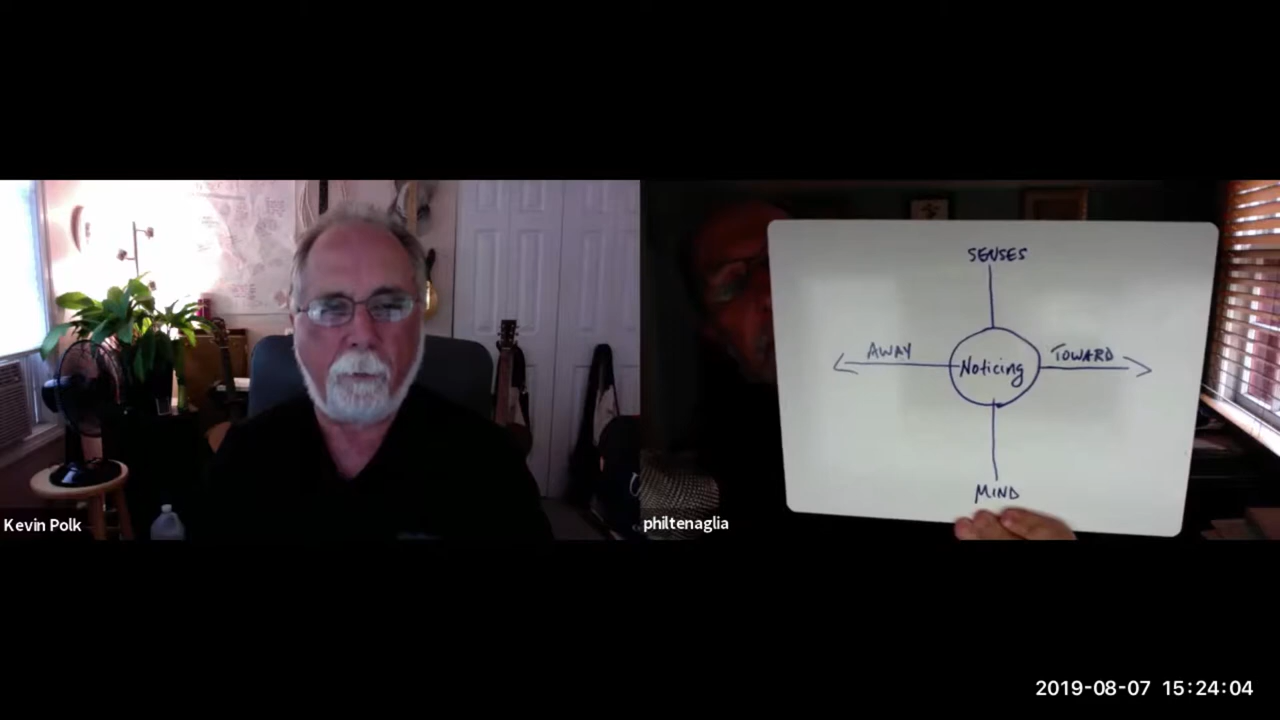 SENSES
AWAY
Noticing
TOWARD
MIND
Kevin Polk
philtenaglia
2019-08-07 15:24:04